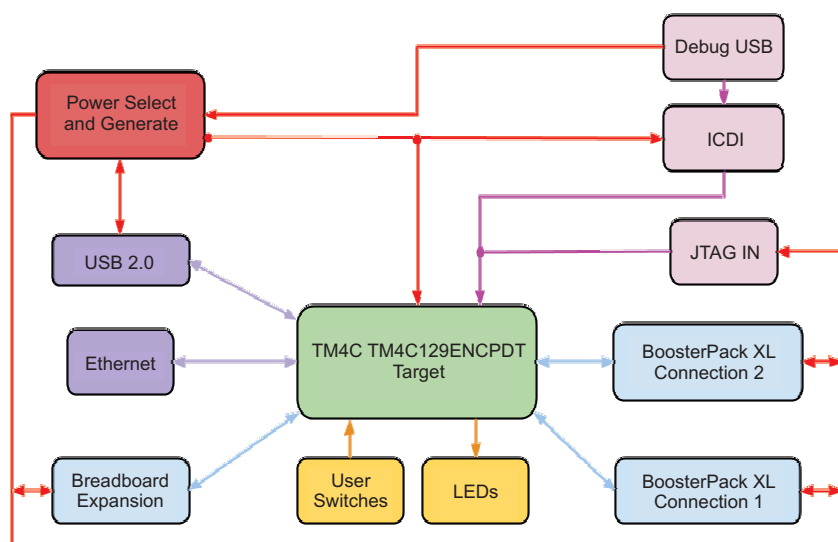 Debug USB
Power Select
and Generate
ICDI
USB 2.0
JTAG IN
Ethernet
TM4C TM4C129ENCPDT
Target
BoosterPack XL
Connection 2
Breadboard
Expansion
User
Switches
LEDs
BoosterPack XL
Connection 1